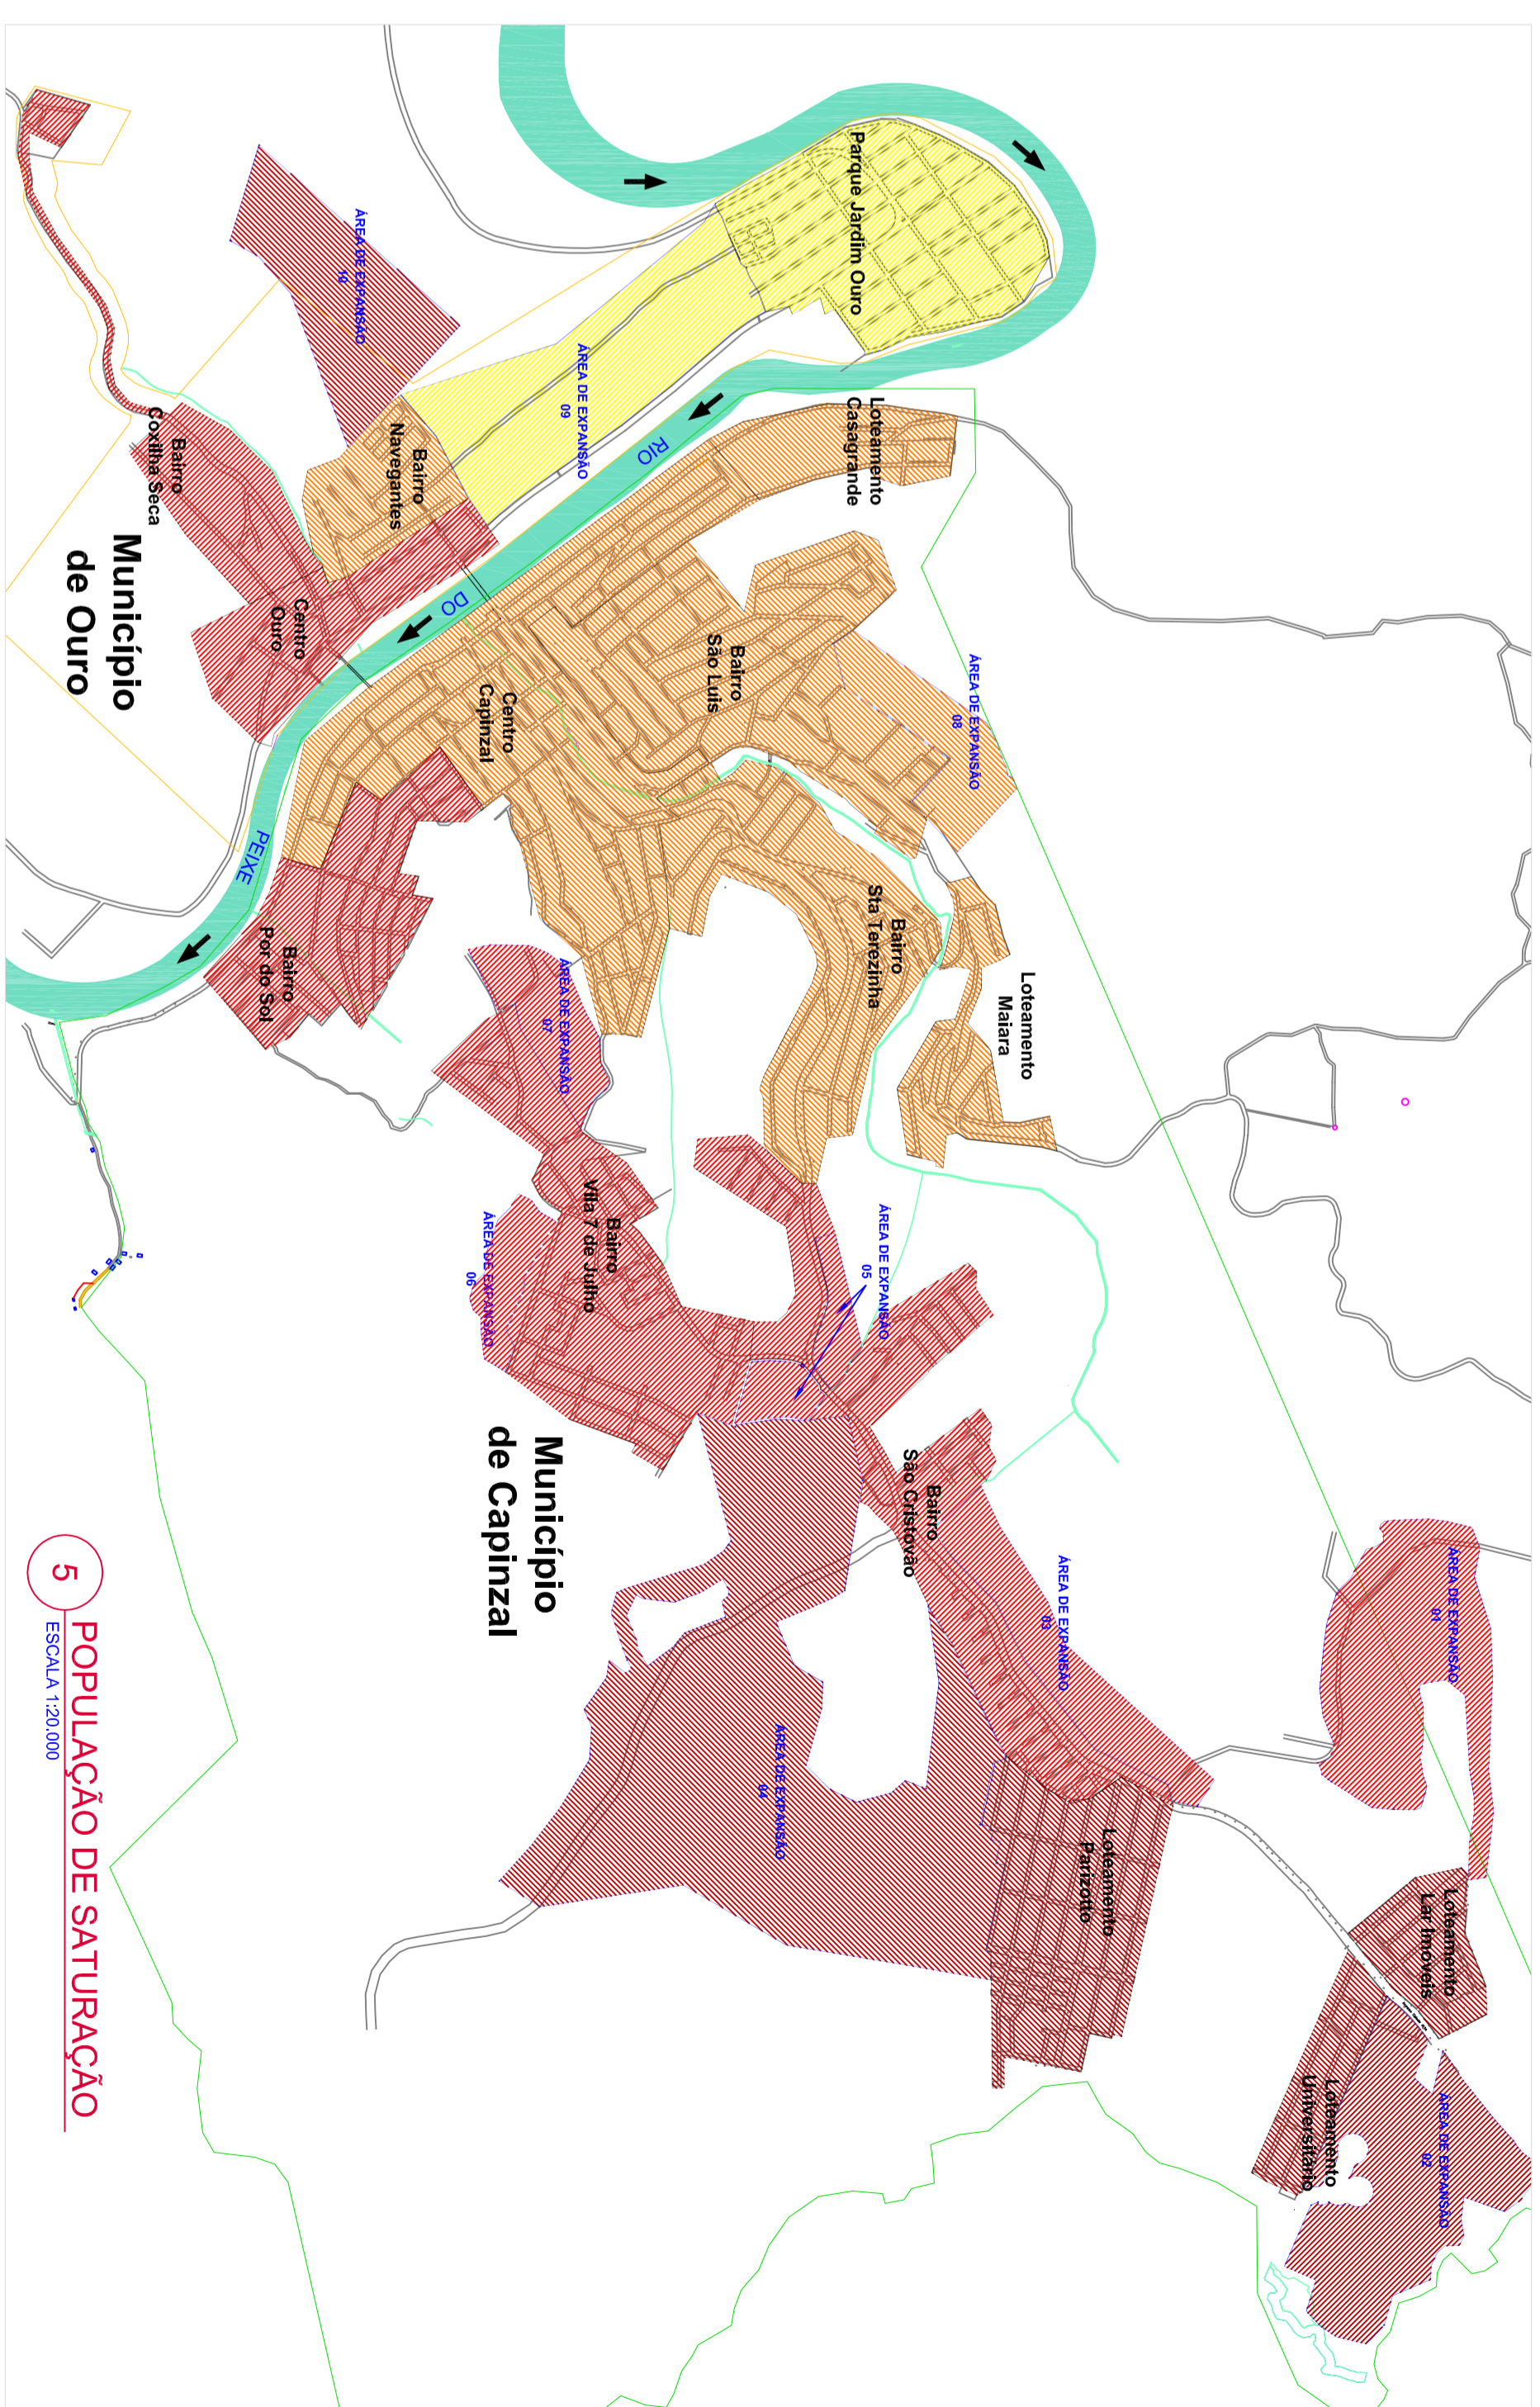 Parque Jardim Ouro
ÁREA DE EXPANSÃO
10
ÁREA DE EXPANSÃO
09
Loteamento
Casagrande
Bairro
Navegantes
Bairro
Coxilha Seca
RIO
DO
PEIXE
Município
de Ouro
Centro
Ouro
Bairro
São Luis
Centro
Capinzal
ÁREA DE EXPANSÃO
08
Bairro
Sta Terezinha
Loteamento
Maiara
Bairro
Por do Sol
ÁREA DE EXPANSÃO
07
Bairro
Vila 7 de Julho
ÁREA DE EXPANSÃO
06
ÁREA DE EXPANSÃO
05
Município
de Capinzal
Bairro
São Cristovão
ÁREA DE EXPANSÃO
03
ÁREA DE EXPANSÃO
01
ÁREA DE EXPANSÃO
04
Loteamento
Parizotto
Loteamento
Lar Imóveis
Loteamento
Universitário
ÁREA DE EXPANSÃO
02
5
POPULAÇÃO DE SATURAÇÃO
ESCALA 1:20.000